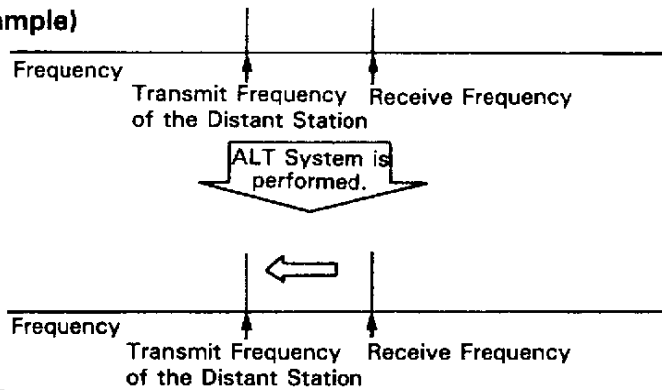 ample)
Frequency
Transmit Frequency Receive Frequency
of the Distant Station
ALT System is
performed.
Frequency
Transmit Frequency Receive Frequency
of the Distant Station